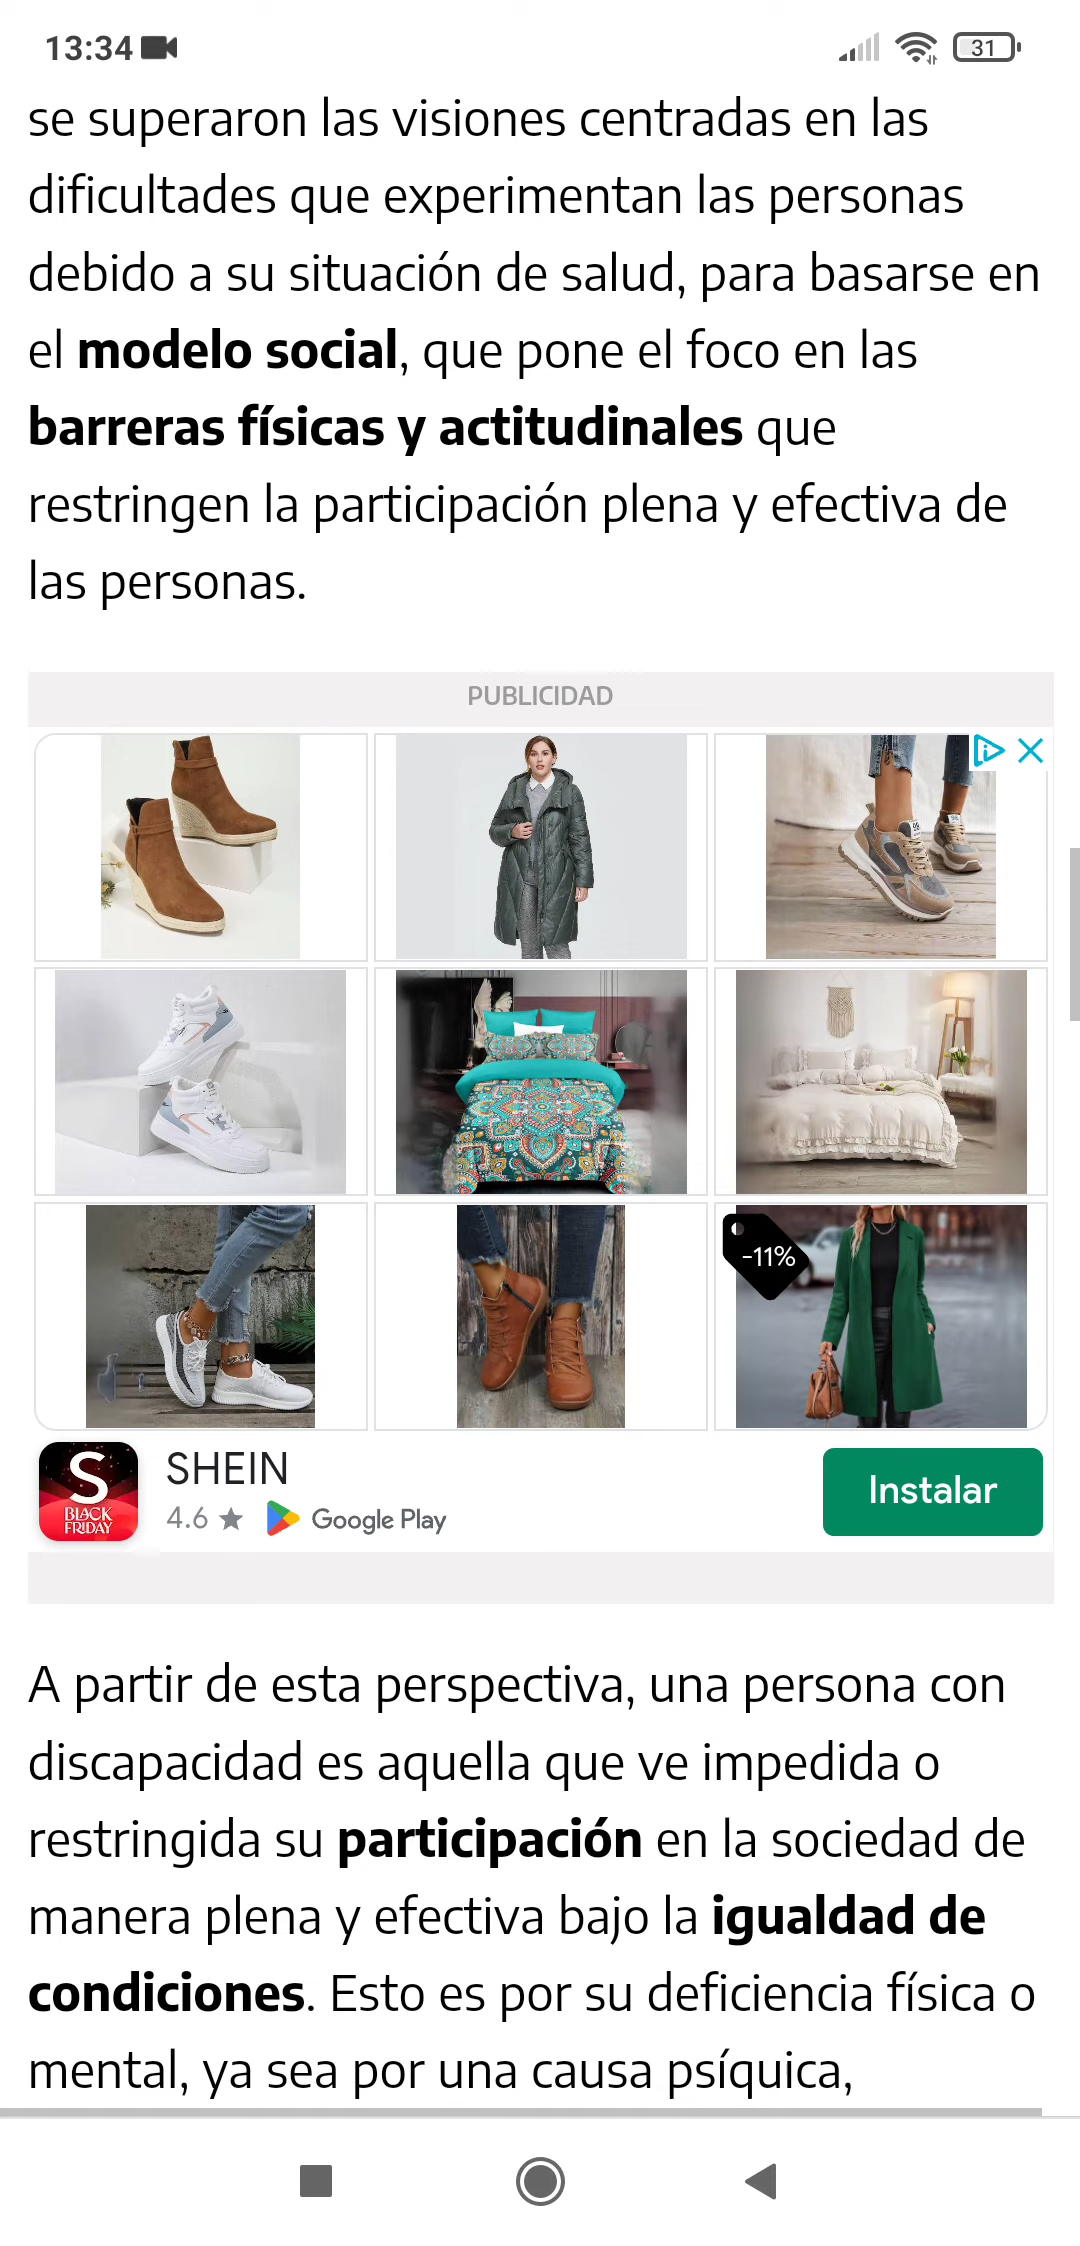 13:34
31
se superaron las visiones centradas en las
dificultades que experimentan las personas
debido a su situación de salud, para basarse en
el modelo social, que pone el foco en las
barreras físicas y actitudinales que
restringen la participación plena y efectiva de
las personas.
PUBLICIDAD
-11%
S
BLACK
FRIDAY
SHEIN
4.6 ★
Google Play
Instalar
A partir de esta perspectiva, una persona con
discapacidad es aquella que ve impedida o
restringida su participación en la sociedad de
manera plena y efectiva bajo la igualdad de
condiciones. Esto es por su deficiencia física o
mental, ya sea por una causa psíquica,